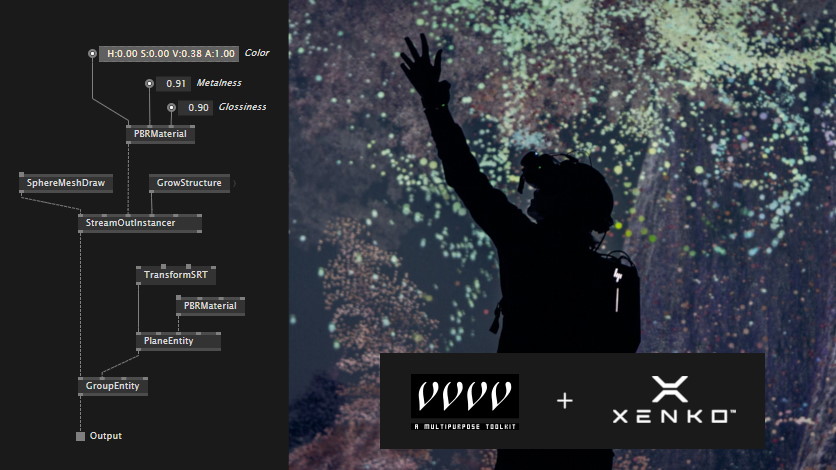 H:0.00 S:0.00 V:0.38 A:1.00 Color
0.91 Metalness
0.90 Glossiness
PBRMaterial
SphereMeshDraw
GrowStructure
StreamOutInstancer
TransformSRT
PBRMaterial
PlaneEntity
GroupEntity
Output
vvvv
A MULTIPURPOSE TOOLKIT
+
XENKO™